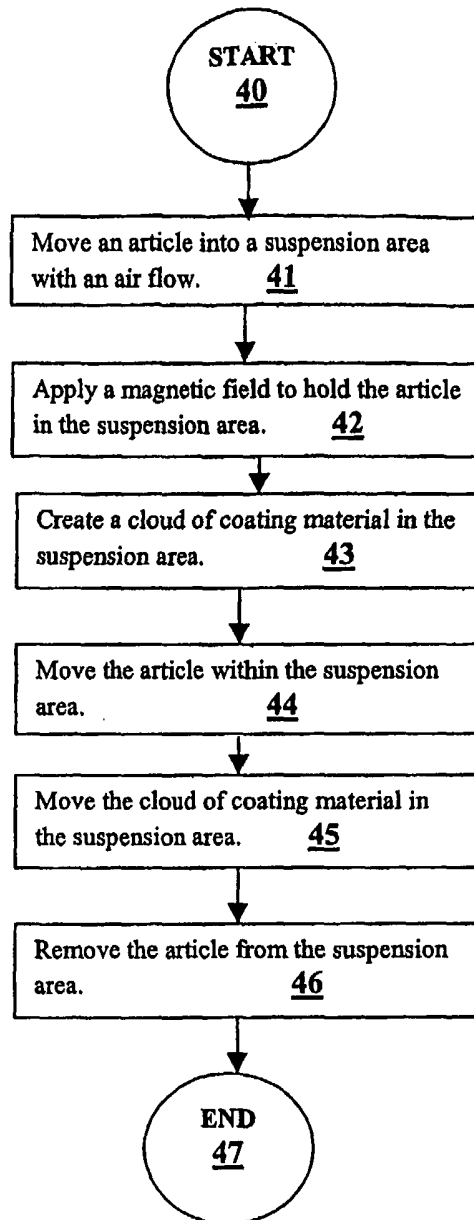 START
40
Move an article into a suspension area
with an air flow. 41
Apply a magnetic field to hold the article
in the suspension area. 42
Create a cloud of coating material in the
suspension area. 43
Move the article within the suspension
area. 44
Move the cloud of coating material in
the suspension area. 45
Remove the article from the suspension
area. 46
END
47